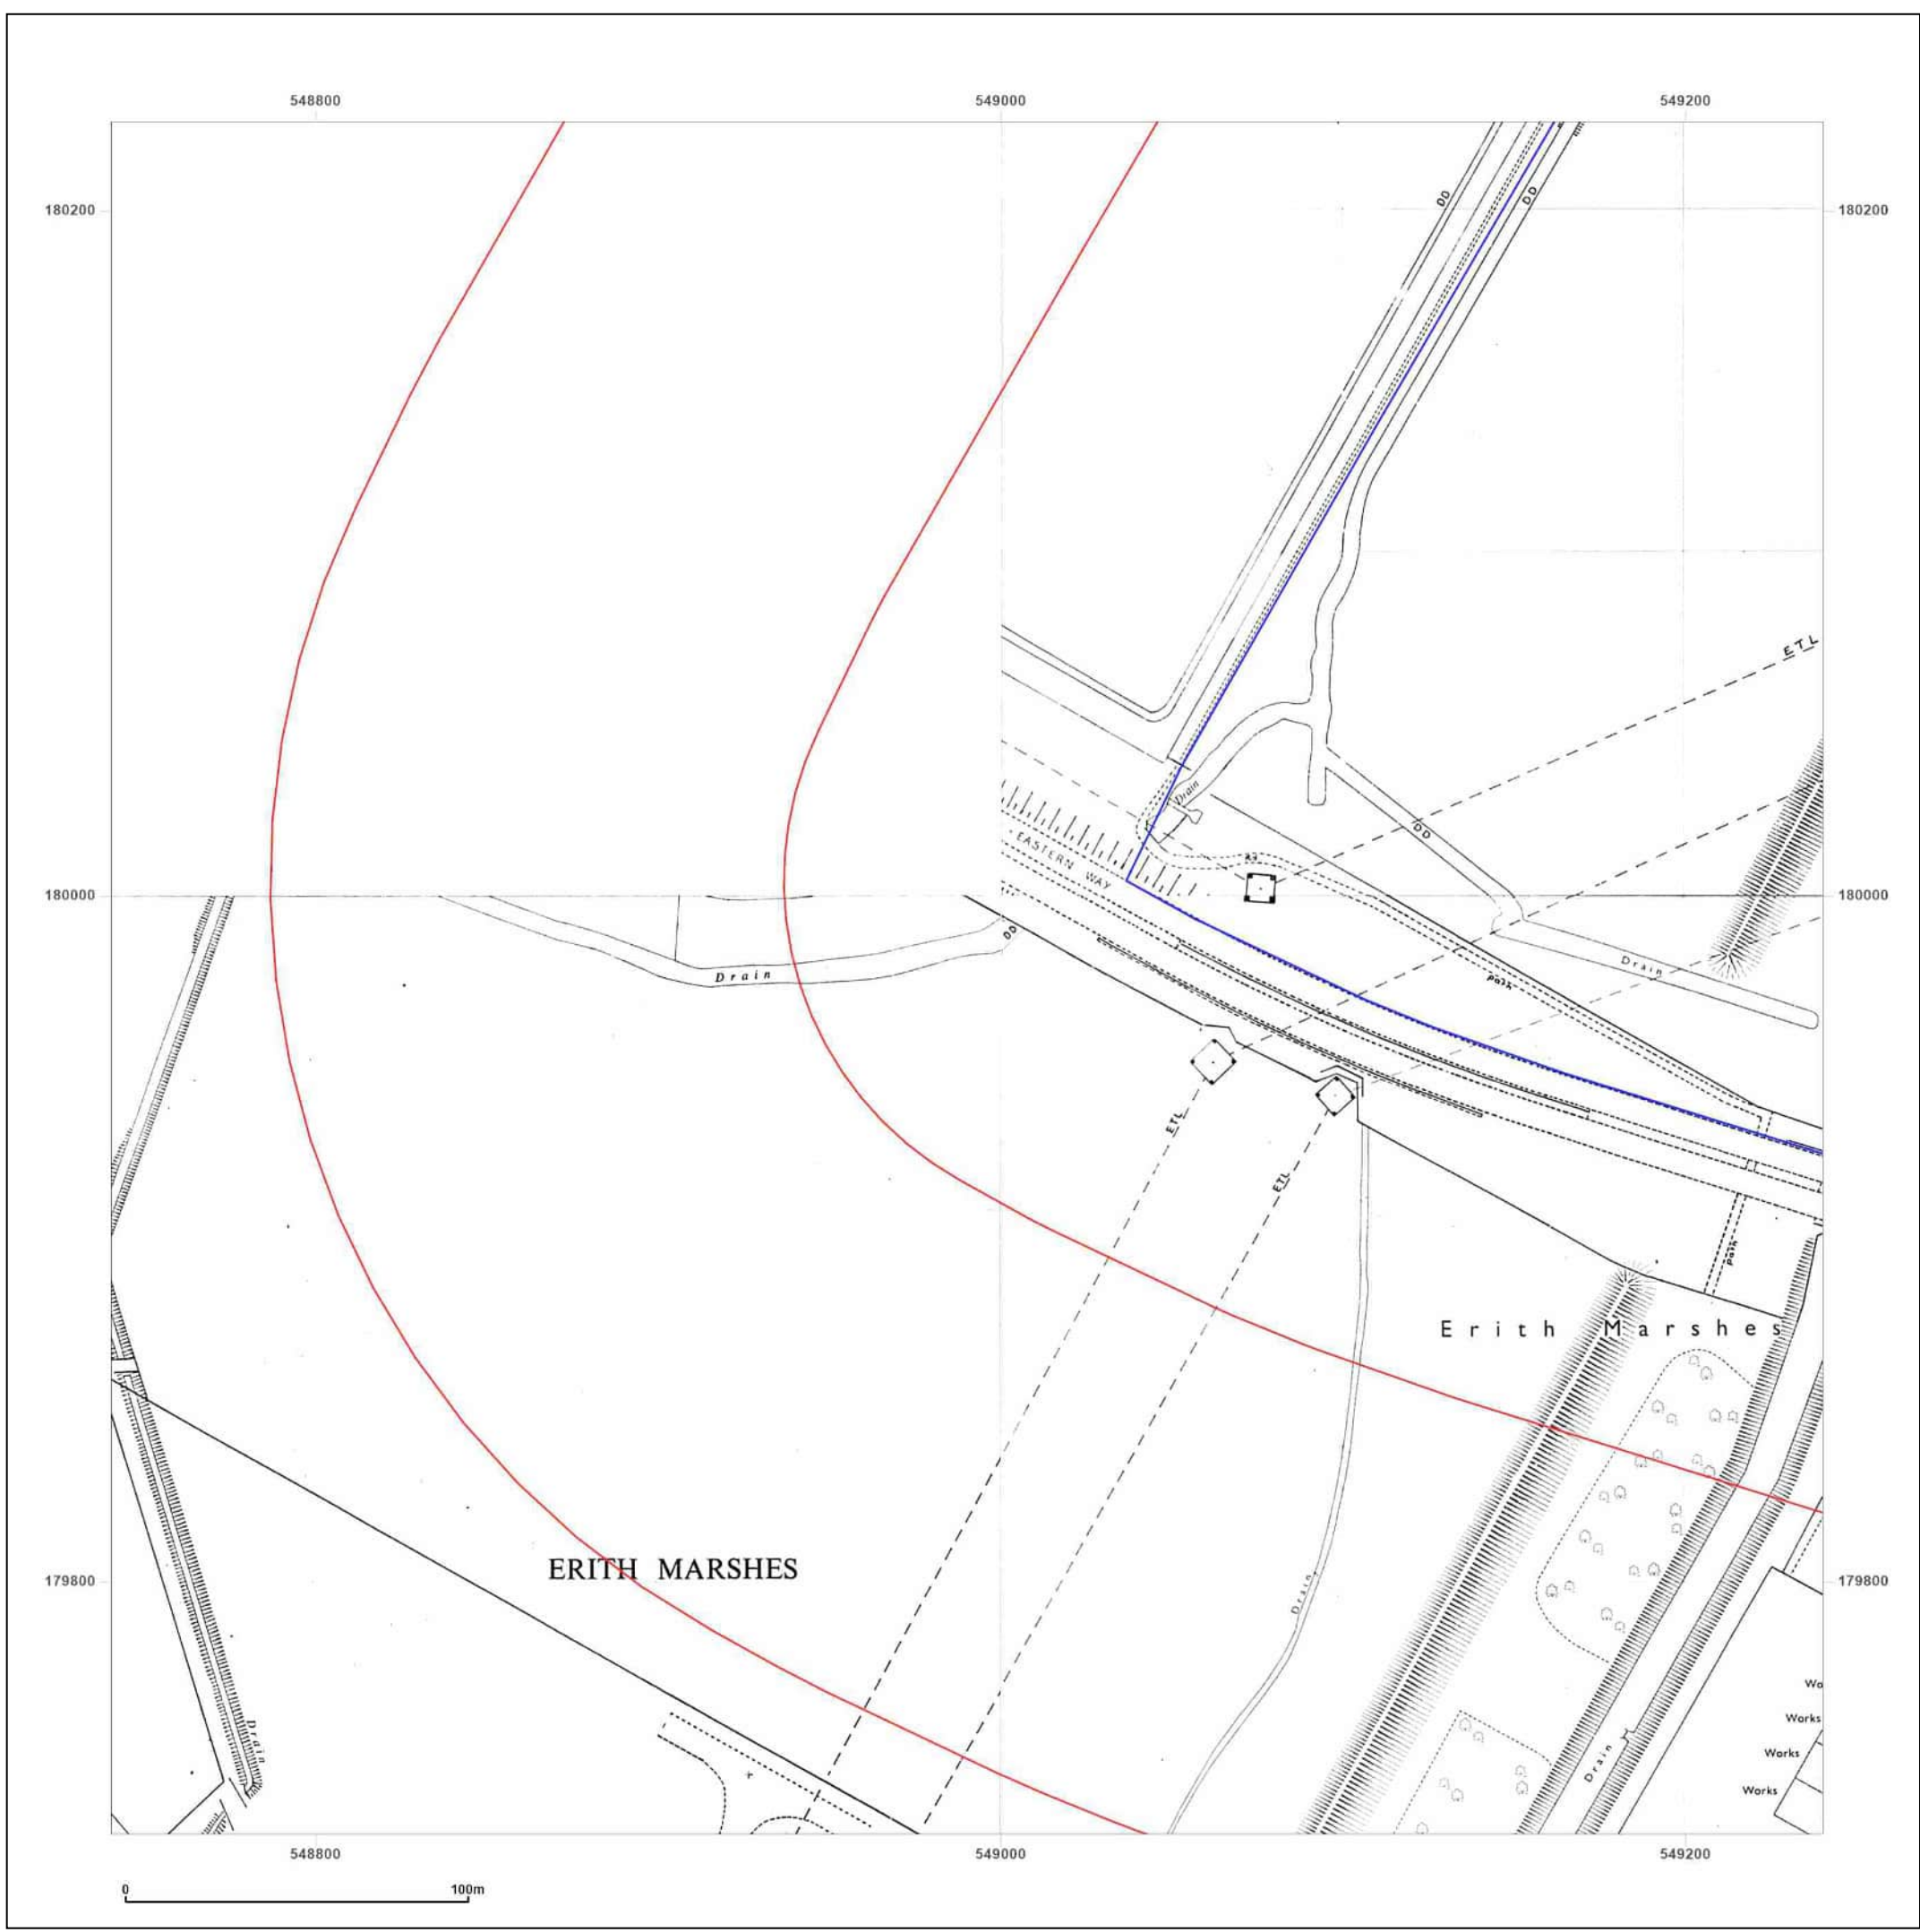 548800 549000 549200
180200 180200
DD DD
ETL
Drain
DD
EASTERN WAY
180000 180000
DD
Drain
Drain
Path
ETL
ETL
Path
Erith Marshes
ERITH MARSHES
179800 179800
Drain
Wo
Works
Drain
Works
Drain
Works
548800 549000 549200
0 100m